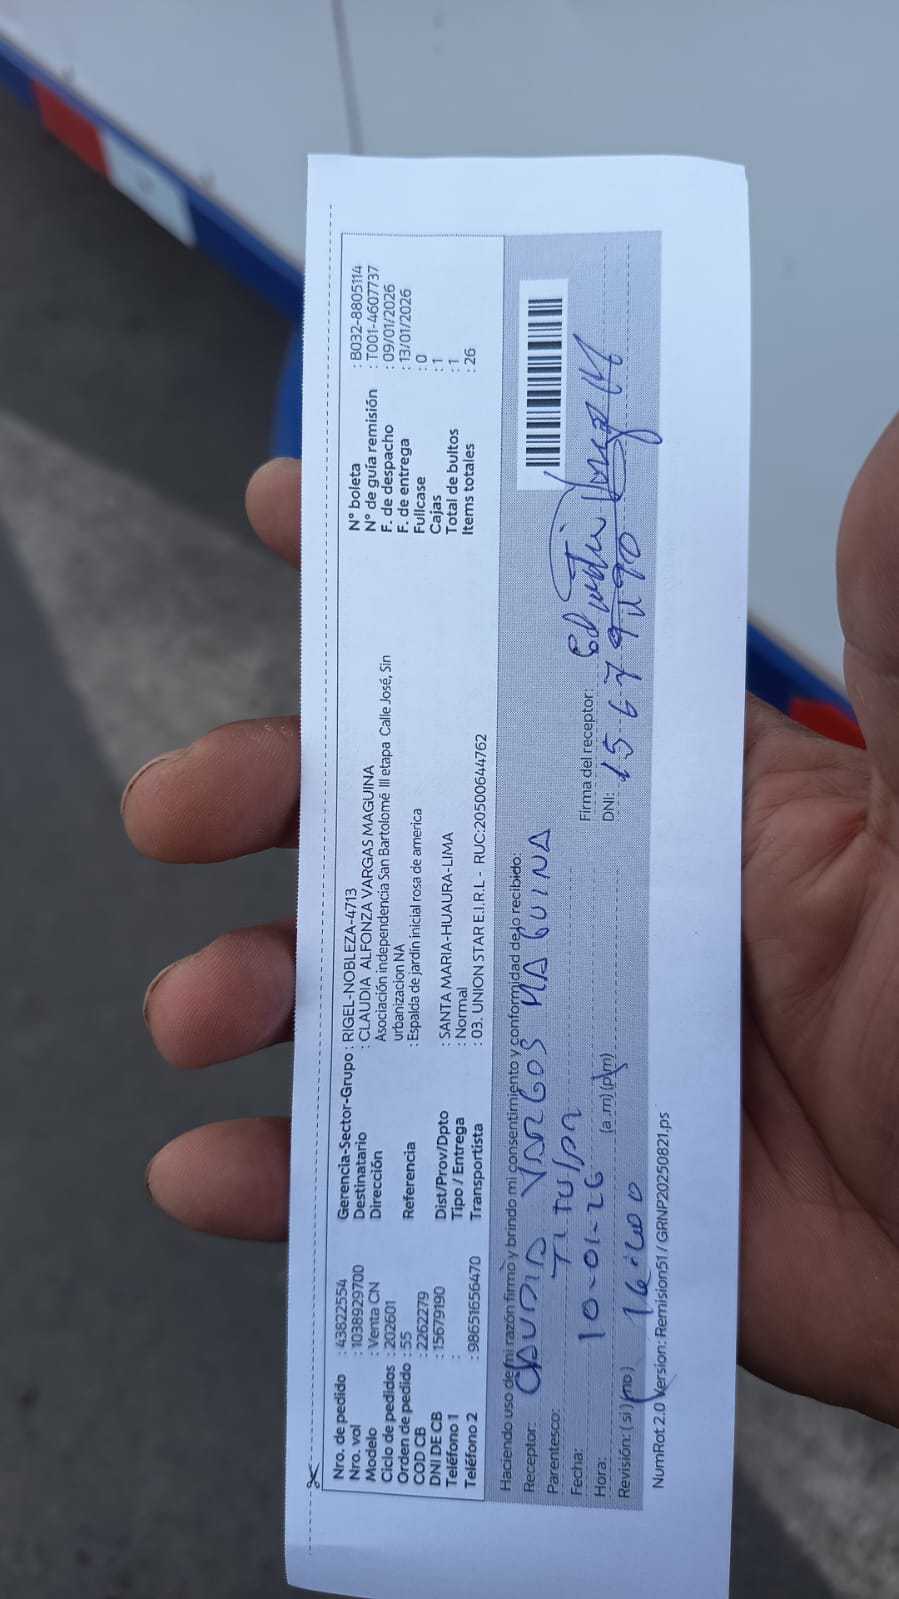 Nro. de pedido : 43822554
Nro. vol : 1038929700
Modelo : Venta CN
Ciclo de pedidos : 202601
Orden de pedido : 55
COD CB : 2262279
DNI DE CB : 15679190
Teléfono 1 :
Teléfono 2 : 98651656470
Gerencia-Sector-Grupo : RIGEL-NOBLEZA-4713
Destinatario : CLAUDIA ALFONZA VARGAS MAGUINA
Dirección Asociación independencia San Bartolomé III etapa Calle José, Sin
urbanizacion NA
Referencia : Espalda de jardin inicial rosa de america
Dist/Prov/Dpto : SANTA MARIA-HUAURA-LIMA
Tipo / Entrega : Normal
Transportista : 03. UNION STAR E.I.R.L - RUC:20500644762
N° boleta : B032-8805114
N° de guía remisión : T001-4607737
F. de despacho : 09/01/2026
F. de entrega : 13/01/2026
Fullcase : 0
Cajas : 1
Total de bultos : 1
Items totales : 26
Haciendo uso de mi razón firmo y brindo mi consentimiento y conformidad de lo recibido:
Receptor: CLAUDIA VARGAS MAGUINA
Parentesco: TITULAR
Fecha: 10-01-26
Hora: 16:00 (a.m) (p.m)
Revisión: ( si ) ( no )
Firma del receptor:
DNI: 15679190
NumRot 2.0 Version: Remision51 / GRNP20250821.ps